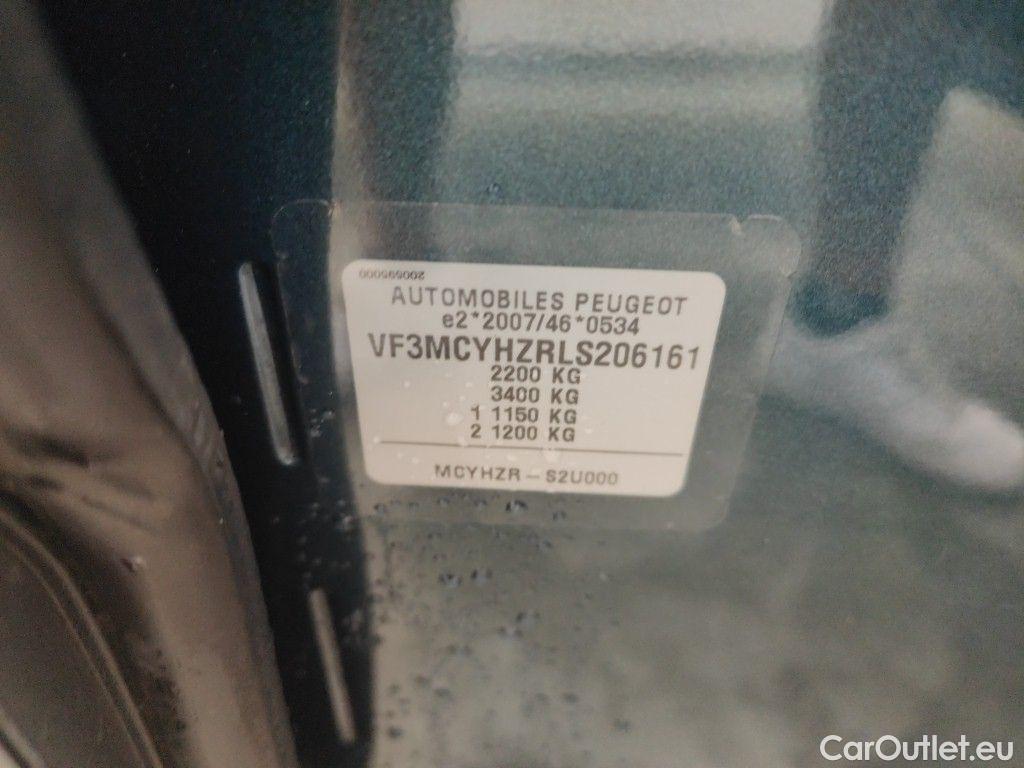 200595000
AUTOMOBILES PEUGEOT
e2*2007/46*0534
VF3MCYHZRLS206161
2200 KG
3400 KG
1 1150 KG
2 1200 KG
MCYHZR – S2U000
CarOutlet.eu